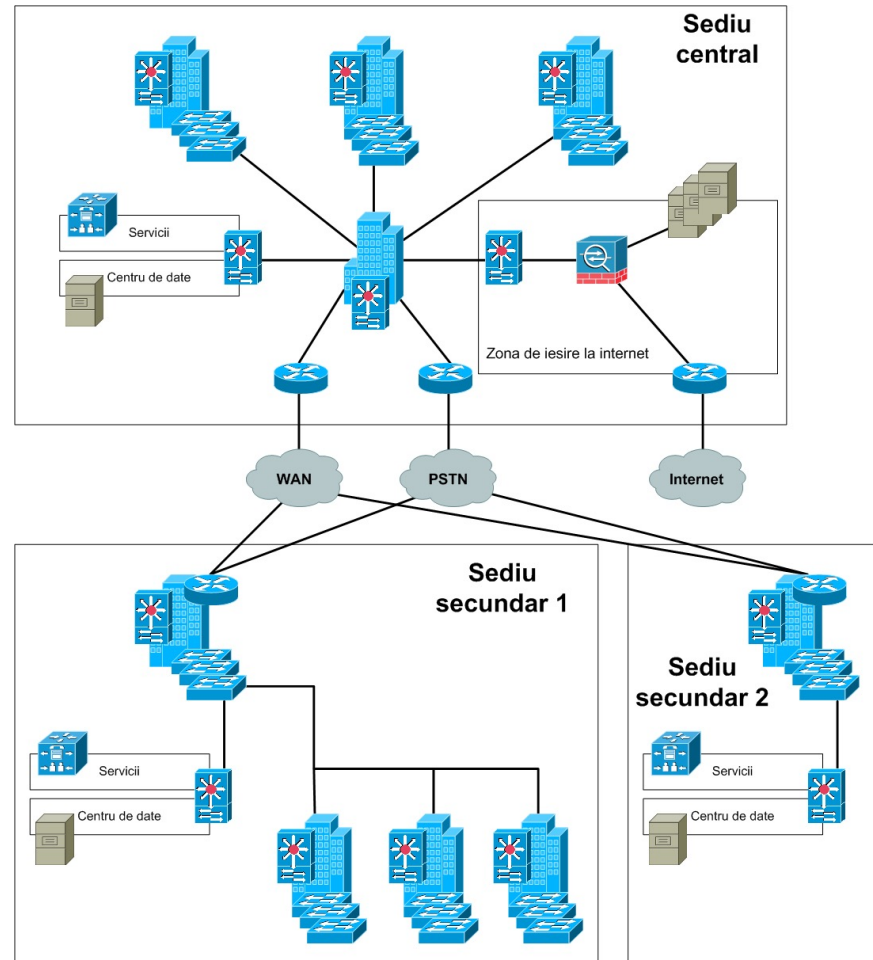 Sediu
central
Servicii
Centru de date
Zona de iesire la internet
WAN
PSTN
Internet
Sediu
secundar 1
Servicii
Centru de date
Sediu
secundar 2
Servicii
Centru de date